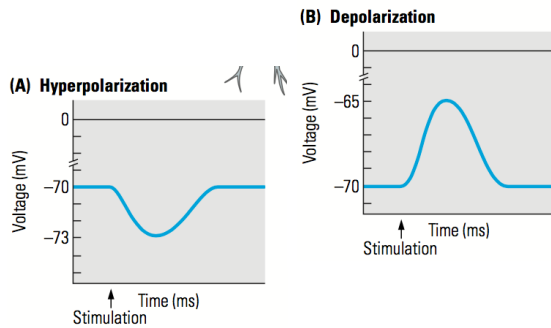 (A) Hyperpolarization
Voltage (mV)
0
–70
–73
Time (ms)
Stimulation
(B) Depolarization
Voltage (mV)
0
–65
–70
Time (ms)
Stimulation